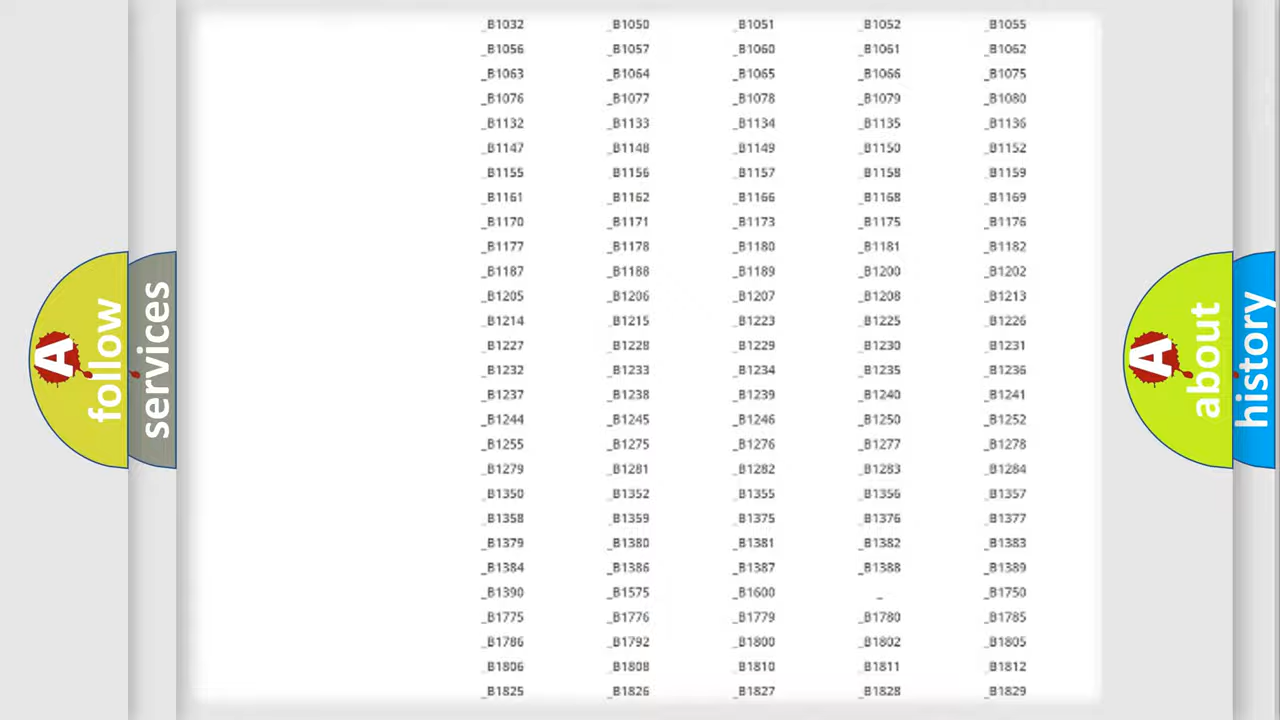 _B1032 _B1050 _B1051 _B1052 _B1055
_B1056 _B1057 _B1060 _B1061 _B1062
_B1063 _B1064 _B1065 _B1066 _B1075
_B1076 _B1077 _B1078 _B1079 _B1080
_B1132 _B1133 _B1134 _B1135 _B1136
_B1147 _B1148 _B1149 _B1150 _B1152
_B1155 _B1156 _B1157 _B1158 _B1159
_B1161 _B1162 _B1166 _B1168 _B1169
_B1170 _B1171 _B1173 _B1175 _B1176
_B1177 _B1178 _B1180 _B1181 _B1182
_B1187 _B1188 _B1189 _B1200 _B1202
_B1205 _B1206 _B1207 _B1208 _B1213
_B1214 _B1215 _B1223 _B1225 _B1226
_B1227 _B1228 _B1229 _B1230 _B1231
_B1232 _B1233 _B1234 _B1235 _B1236
_B1237 _B1238 _B1239 _B1240 _B1241
_B1244 _B1245 _B1246 _B1250 _B1252
_B1255 _B1275 _B1276 _B1277 _B1278
_B1279 _B1281 _B1282 _B1283 _B1284
_B1350 _B1352 _B1355 _B1356 _B1357
_B1358 _B1359 _B1375 _B1376 _B1377
_B1379 _B1380 _B1381 _B1382 _B1383
_B1384 _B1386 _B1387 _B1388 _B1389
_B1390 _B1575 _B1600 _ _B1750
_B1775 _B1776 _B1779 _B1780 _B1785
_B1786 _B1792 _B1800 _B1802 _B1805
_B1806 _B1808 _B1810 _B1811 _B1812
_B1825 _B1826 _B1827 _B1828 _B1829
A follow
services
A about
history